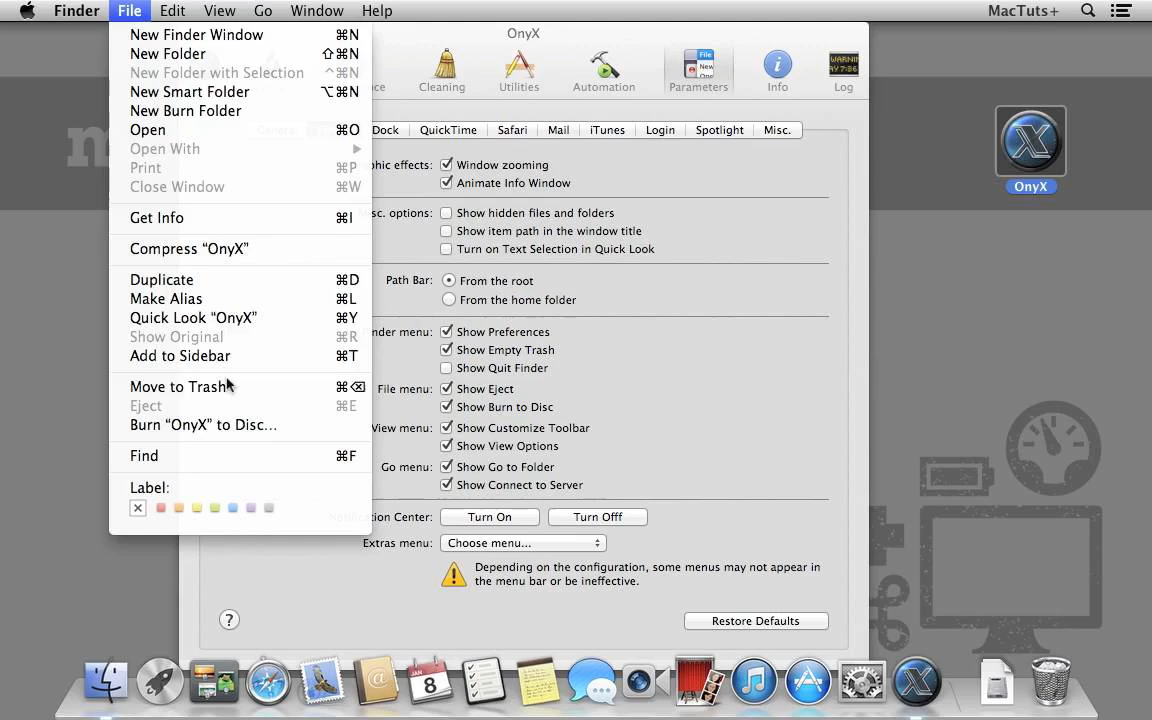 Finder File Edit View Go Window Help MacTuts+
New Finder Window ⌘N
New Folder ⇧⌘N
New Folder with Selection ^⌘N
New Smart Folder ⌥⌘N
New Burn Folder
Open ⌘O
Open With
Print ⌘P
Close Window ⌘W
Get Info ⌘I
Compress “OnyX”
Duplicate ⌘D
Make Alias ⌘L
Quick Look “OnyX” ⌘Y
Show Original ⌘R
Add to Sidebar ⌘T
Move to Trash ⌘⌫
Eject ⌘E
Burn “OnyX” to Disc...
Find ⌘F
Label:
OnyX
Cleaning Utilities Automation Parameters Info Log
Dock QuickTime Safari Mail iTunes Login Spotlight Misc.
Window zooming
Animate Info Window
Misc. options: Show hidden files and folders
Show item path in the window title
Turn on Text Selection in Quick Look
Path Bar: From the root
From the home folder
menu: Show Preferences
Show Empty Trash
Show Quit Finder
File menu: Show Eject
Show Burn to Disc
View menu: Show Customize Toolbar
Show View Options
Go menu: Show Go to Folder
Show Connect to Server
Notification Center: Turn On Turn Offf
Extras menu: Choose menu...
Depending on the configuration, some menus may not appear in
the menu bar or be ineffective.
? Restore Defaults
OnyX
JAN
8